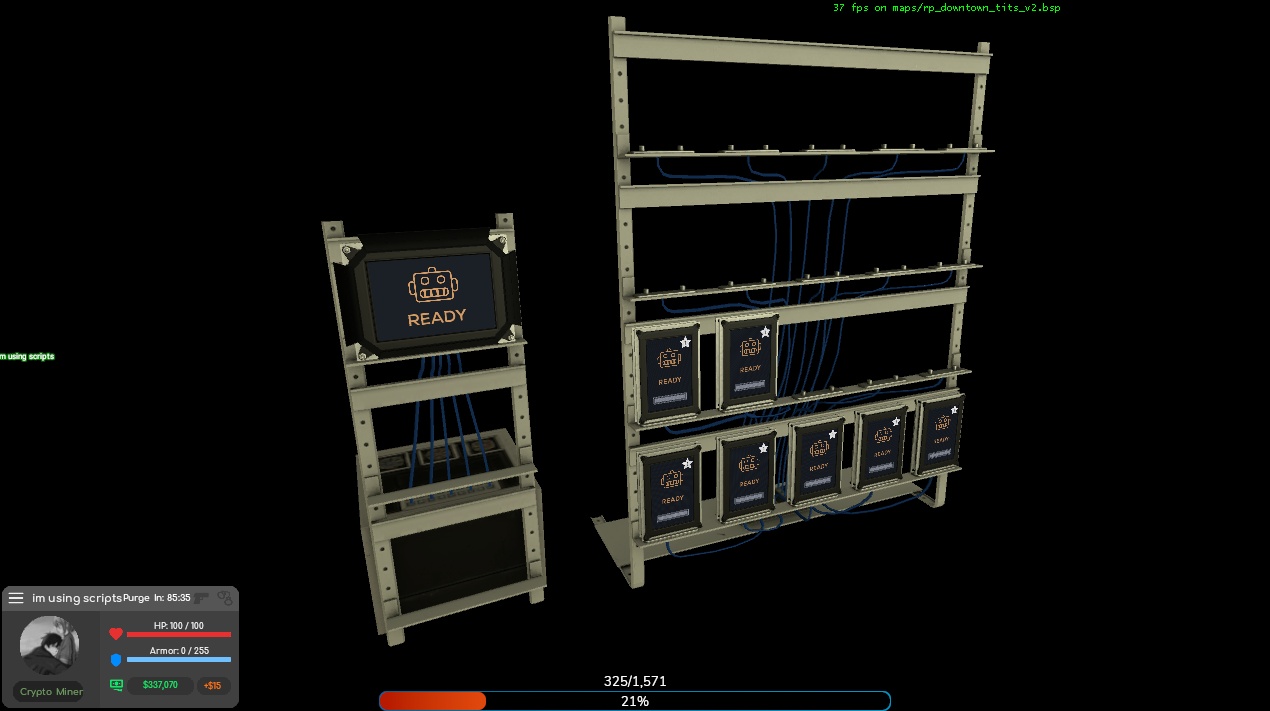 37 fps on maps/rp_downtown_tits_v2.bsp
READY
READY
READY
READY
READY
READY
READY
READY
im using scripts
im using scripts Purge In: 85:35
HP: 100 / 100
Armor: 0 / 255
$337,070 +$15
Crypto Miner
325/1,571
21%